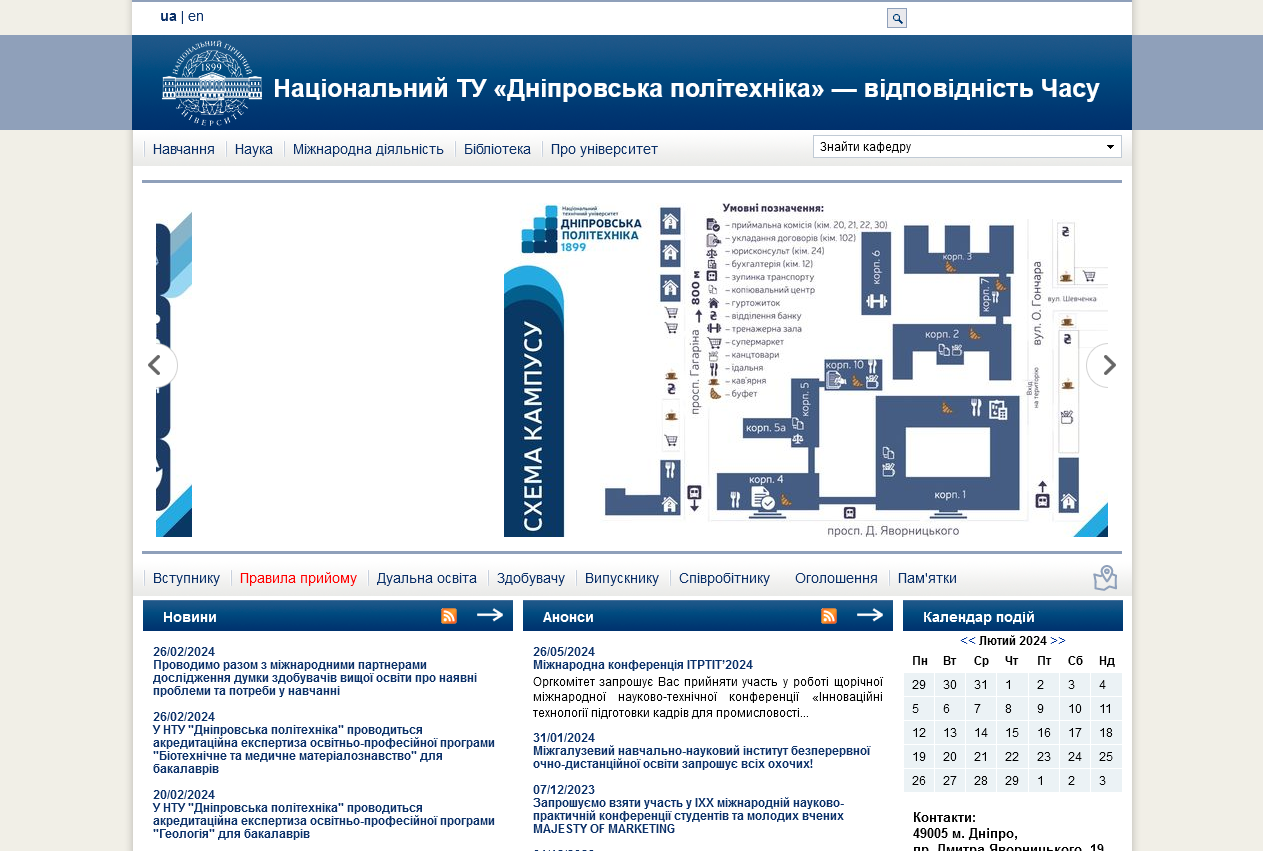 ua | en
НАЦІОНАЛЬНИЙ ГІРНИЧИЙ
1899
УНІВЕРСИТЕТ
Національний ТУ «Дніпровська політехніка» — відповідність Часу
Навчання
Наука
Міжнародна діяльність
Бібліотека
Про університет
Знайти кафедру
Національний
технічний університет
ДНІПРОВСЬКА
ПОЛІТЕХНІКА
1899
СХЕМА КАМПУСУ
Умовні позначення:
– приймальна комісія (кім. 20, 21, 22, 30)
– укладання договорів (кім. 102)
– юрисконсульт (кім. 24)
– бухгалтерія (кім. 12)
– зупинка транспорту
– копіювальний центр
– гуртожиток
– відділення банку
– тренажерна зала
– супермаркет
– канцтовари
– їдальня
– кав'ярня
– буфет
800 м
просп. Гагаріна
корп. 6
корп. 3
корп. 7
корп. 2
корп. 10
корп. 5
корп. 5а
корп. 4
корп. 1
вул. О. Гончара
вул. Шевченка
Вхід
на територію
просп. Д. Яворницького
Вступнику
Правила прийому
Дуальна освіта
Здобувачу
Випускнику
Співробітнику
Оголошення
Пам'ятки
Новини
26/02/2024
Проводимо разом з міжнародними партнерами
дослідження думки здобувачів вищої освіти про наявні
проблеми та потреби у навчанні
26/02/2024
У НТУ "Дніпровська політехніка" проводиться
акредитаційна експертиза освітньо-професійної програми
"Біотехнічне та медичне матеріалознавство" для
бакалаврів
20/02/2024
У НТУ "Дніпровська політехніка" проводиться
акредитаційна експертиза освітньо-професійної програми
"Геологія" для бакалаврів
Анонси
26/05/2024
Міжнародна конференція ІТРТІТ’2024
Оргкомітет запрошує Вас прийняти участь у роботі щорічної
міжнародної науково-технічної конференції «Інноваційні
технології підготовки кадрів для промисловості...
31/01/2024
Міжгалузевий навчально-науковий інститут безперервної
очно-дистанційної освіти запрошує всіх охочих!
07/12/2023
Запрошуємо взяти участь у IXX міжнародній науково-
практичній конференції студентів та молодих вчених
MAJESTY OF MARKETING
Календар подій
<< Лютий 2024 >>
Пн Вт Ср Чт Пт Сб Нд
29 30 31 1 2 3 4
5 6 7 8 9 10 11
12 13 14 15 16 17 18
19 20 21 22 23 24 25
26 27 28 29 1 2 3
Контакти:
49005 м. Дніпро,
пр. Дмитра Яворницького, 19